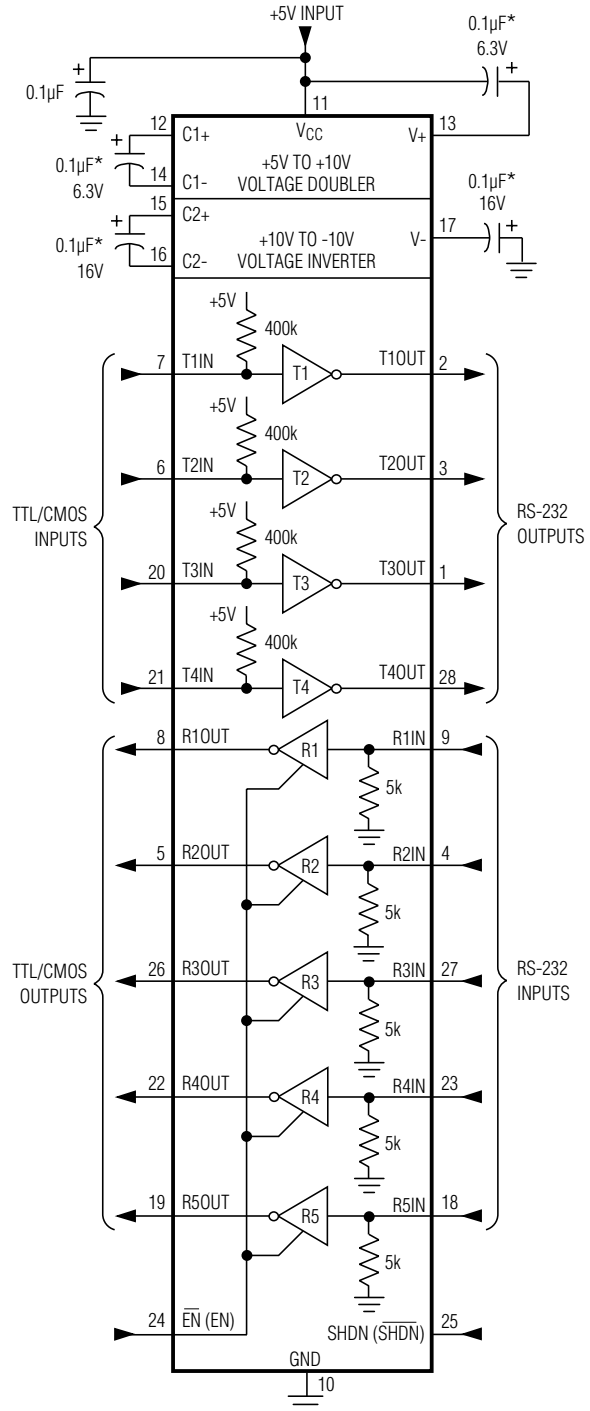 +5V INPUT
0.1μF*
6.3V
+
+
0.1μF
11
12
C1+
VCC
V+
13
+
0.1μF*
6.3V
14
C1-
+5V TO +10V
VOLTAGE DOUBLER
15
C2+
+
0.1μF*
16V
16
C2-
+10V TO -10V
VOLTAGE INVERTER
V-
17
0.1μF*
16V
+
+5V
400k
7
T1IN
T1
T1OUT
2
+5V
400k
6
T2IN
T2
T2OUT
3
TTL/CMOS
INPUTS
RS-232
OUTPUTS
+5V
400k
20
T3IN
T3
T3OUT
1
+5V
400k
21
T4IN
T4
T4OUT
28
8
R1OUT
R1
R1IN
9
5k
5
R2OUT
R2
R2IN
4
5k
TTL/CMOS
OUTPUTS
RS-232
INPUTS
26
R3OUT
R3
R3IN
27
5k
22
R4OUT
R4
R4IN
23
5k
19
R5OUT
R5
R5IN
18
5k
24
E̅N̅ (EN)
SHDN (S̅H̅D̅N̅)
25
GND
10